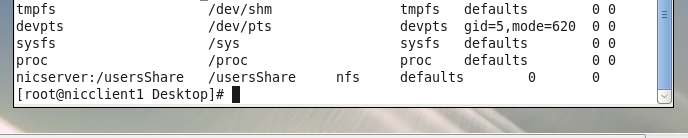 tmpfs /dev/shm tmpfs defaults 0 0
devpts /dev/pts devpts gid=5,mode=620 0 0
sysfs /sys sysfs defaults 0 0
proc /proc proc defaults 0 0
nicserver:/usersShare /usersShare nfs defaults 0 0
[root@nicclient1 Desktop]#